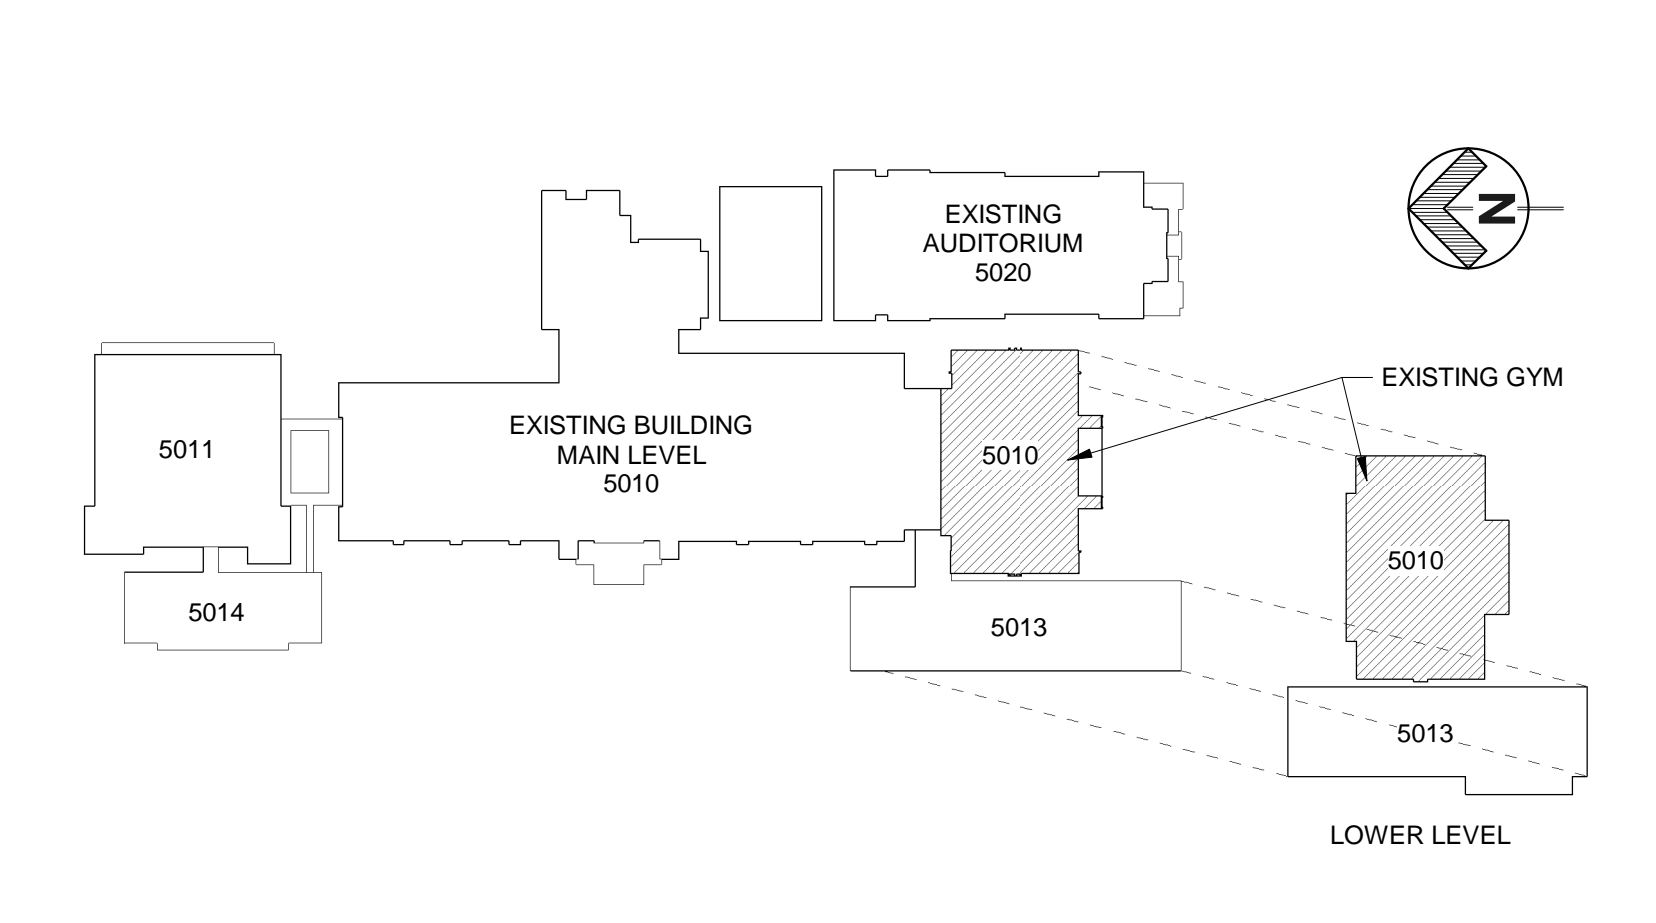 EXISTING
AUDITORIUM
5020
N
EXISTING GYM
EXISTING BUILDING
MAIN LEVEL
5010
5011
5010
5010
5014
5013
5013
LOWER LEVEL